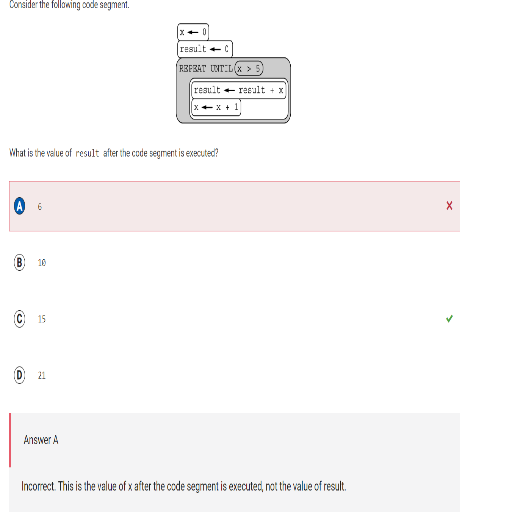 Consider the following code segment.
x ← 0
result ← 0
REPEAT UNTIL(x > 5)
result ← result + x
x ← x + 1
What is the value of result after the code segment is executed?
A 6
B 10
C 15
D 21
Answer A
Incorrect. This is the value of x after the code segment is executed, not the value of result.